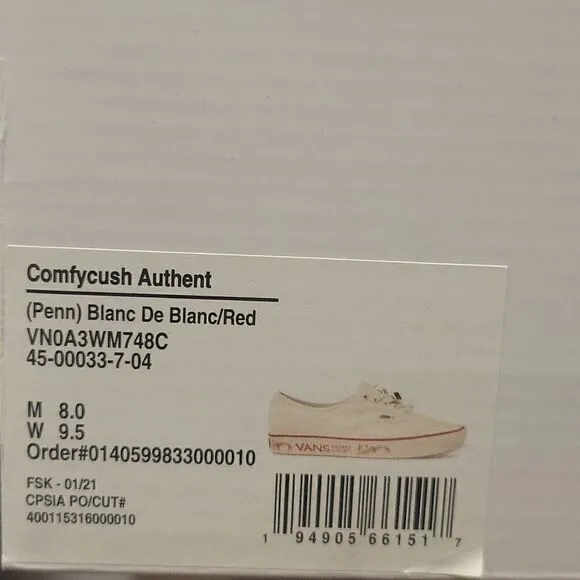 Comfycush Authent
(Penn) Blanc De Blanc/Red
VN0A3WM748C
45-00033-7-04
M 8.0
W 9.5
Order#0140599833000010
FSK - 01/21
CPSIA PO/CUT#
400115316000010
VANS
1 94905 66151 7